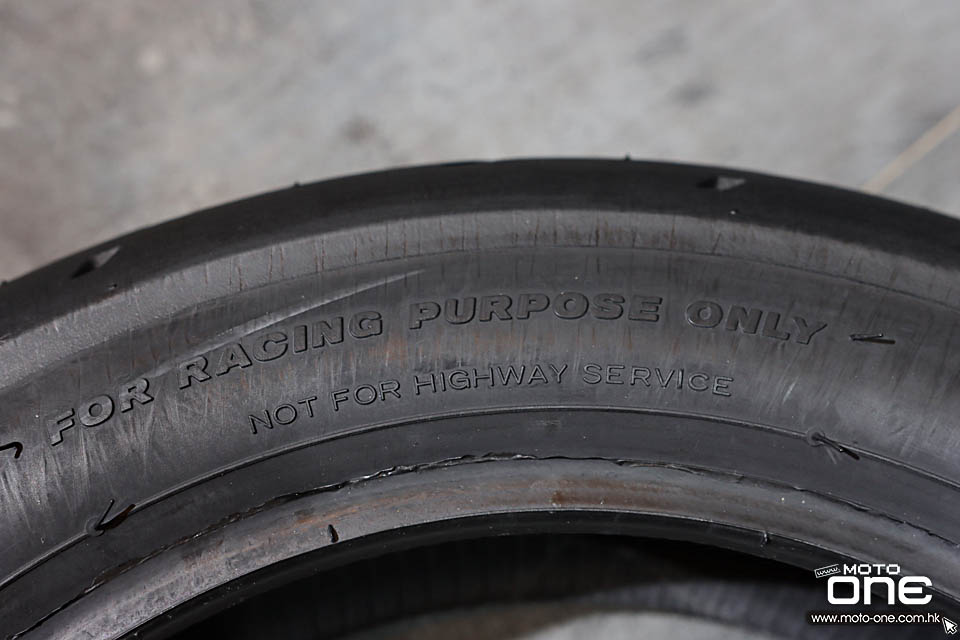 FOR RACING PURPOSE ONLY
NOT FOR HIGHWAY SERVICE
www.
MOTO
ONE
www.moto-one.com.hk